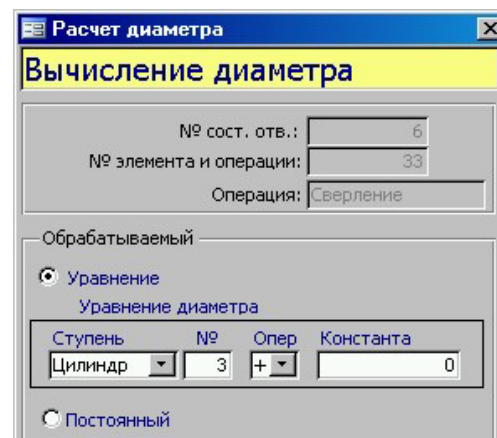 Расчет диаметра
Вычисление диаметра
№ сост. отв.: 6
№ элемента и операции: 33
Операция: Сверление
Обрабатываемый
Уравнение
Уравнение диаметра
Ступень № Опер Константа
Цилиндр 3 + 0
Постоянный